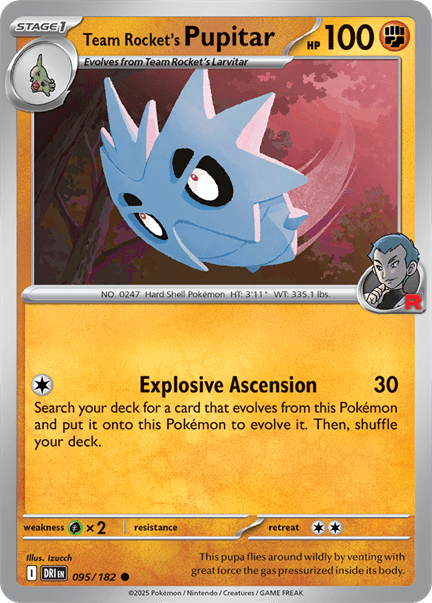 STAGE 1
Team Rocket's Pupitar HP 100
Evolves from Team Rocket's Larvitar
R
NO. 0247 Hard Shell Pokémon HT: 3'11" WT: 335.1 lbs.
Explosive Ascension 30
Search your deck for a card that evolves from this Pokémon
and put it onto this Pokémon to evolve it. Then, shuffle
your deck.
weakness ×2 resistance retreat
Illus. Izucch
I DRI EN 095/182
This pupa flies around wildly by venting with
great force the gas pressurized inside its body.
©2025 Pokémon / Nintendo / Creatures / GAME FREAK